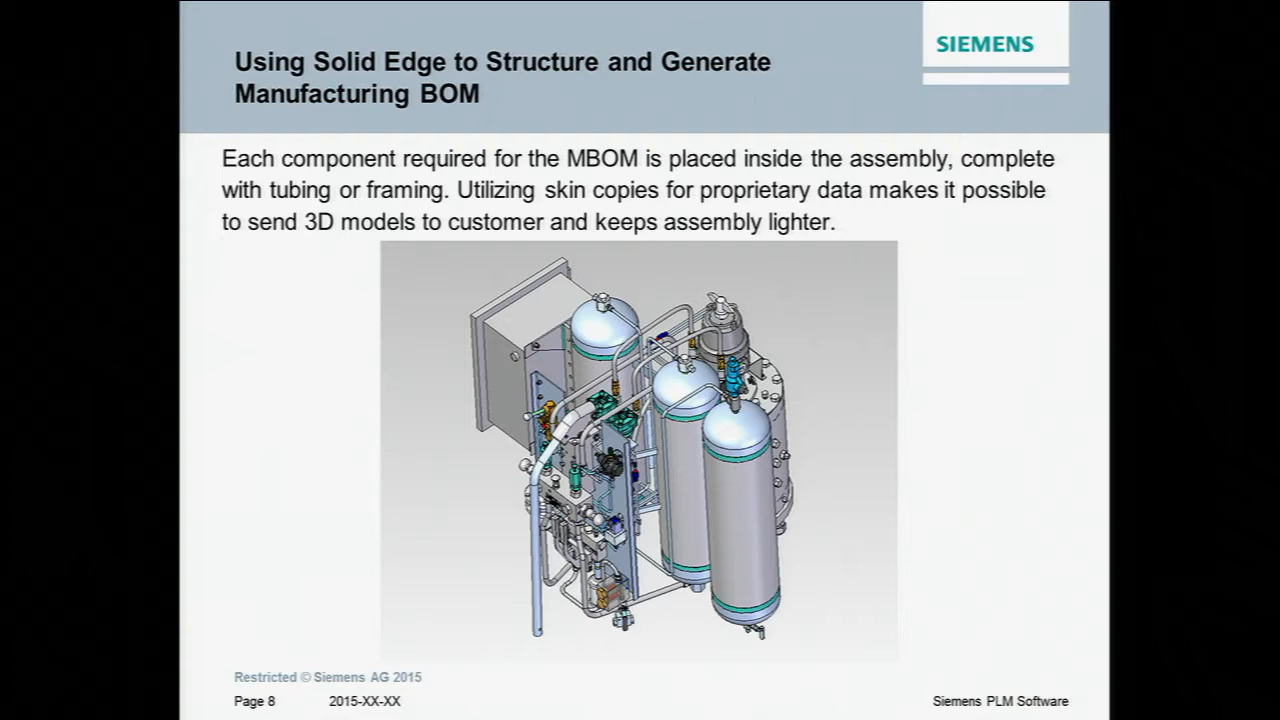 SIEMENS
Using Solid Edge to Structure and Generate
Manufacturing BOM
Each component required for the MBOM is placed inside the assembly, complete
with tubing or framing. Utilizing skin copies for proprietary data makes it possible
to send 3D models to customer and keeps assembly lighter.
Restricted © Siemens AG 2015
Page 8 2015-XX-XX Siemens PLM Software